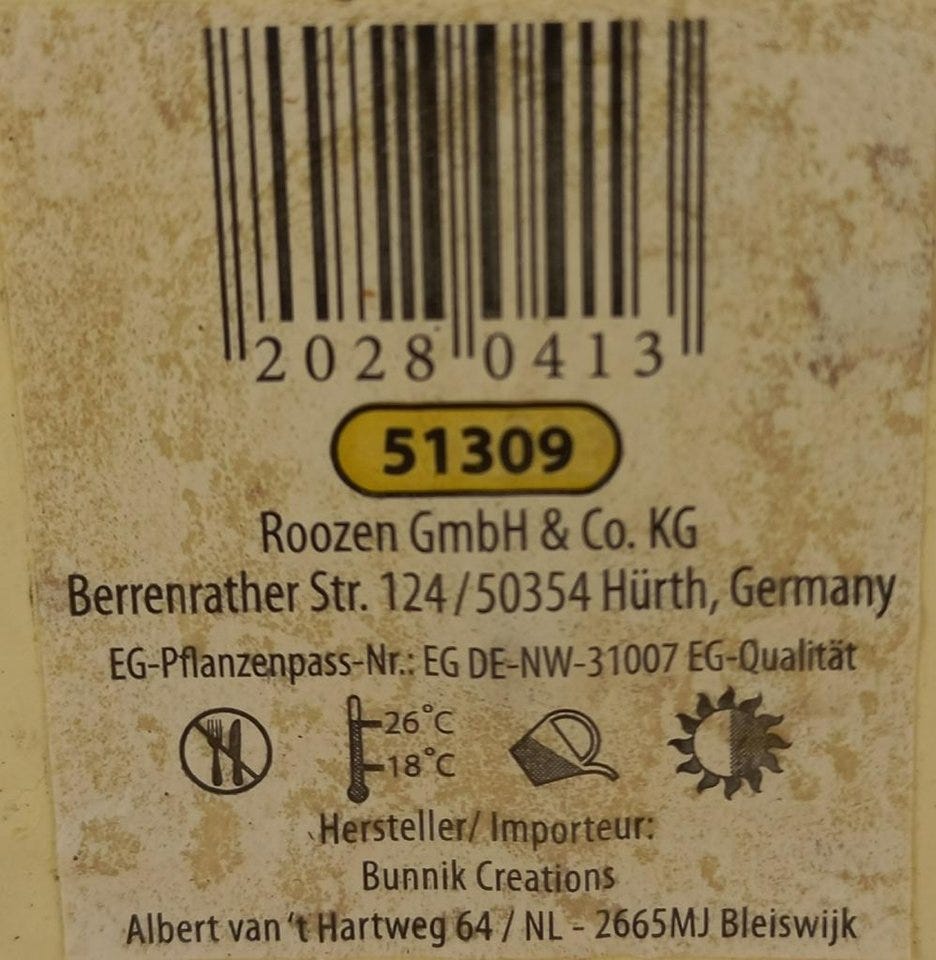 2028 0413
51309
Roozen GmbH & Co. KG
Berrenrather Str. 124/50354 Hürth, Germany
EG-Pflanzenpass-Nr.: EG DE-NW-31007 EG-Qualität
26°C
18°C
Hersteller/ Importeur:
Bunnik Creations
Albert van 't Hartweg 64 / NL - 2665MJ Bleiswijk